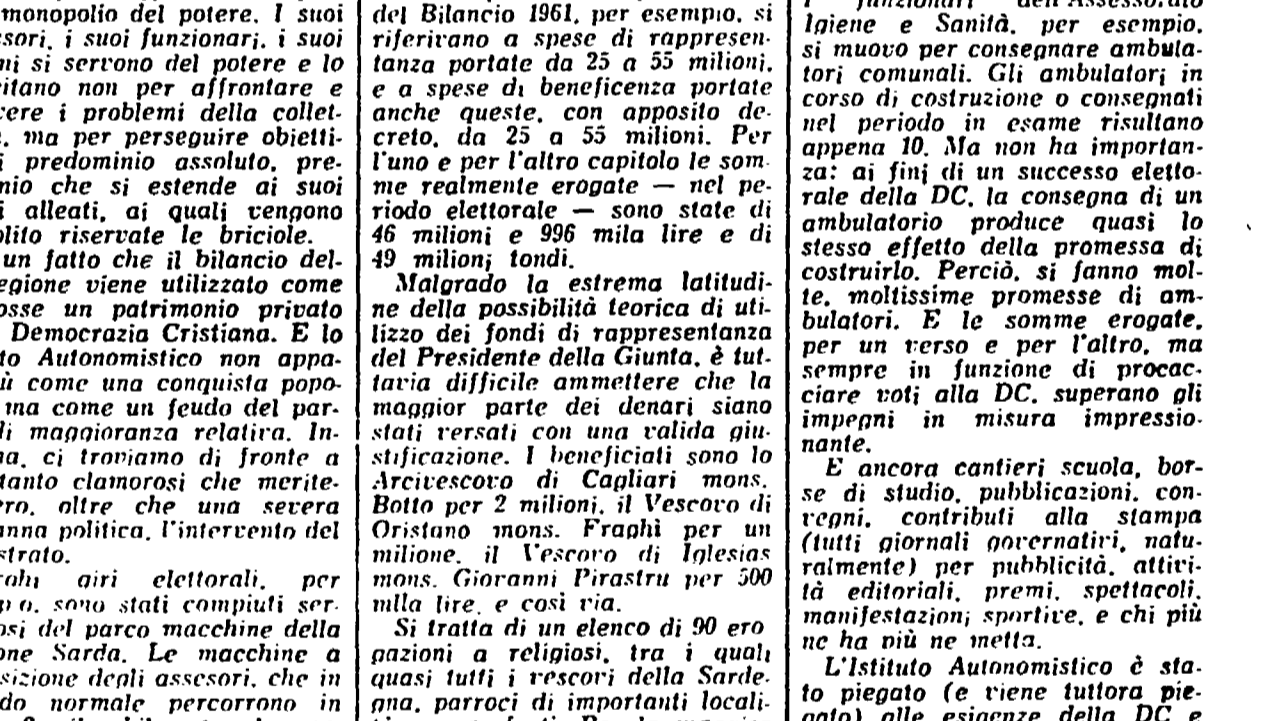 monopolio del potere. I suoi
sori, i suoi funzionari. i suoi
ni si servono del potere e lo
itano non per affrontare e
ere i problemi della collet-
, ma per perseguire obietti-
i predominio assoluto, pre-
nio che si estende ai suoi
i alleati, ai quali vengono
olito riservate le briciole.
un fatto che il bilancio del-
egione viene utilizzato come
osse un patrimonio privato
Democrazia Cristiana. E lo
to Autonomistico non appa-
ù come una conquista popo-
ma come un feudo del par-
di maggioranza relativa. In-
na, ci troviamo di fronte a
tanto clamorosi che merite-
ero, oltre che una severa
anna politica, l'intervento del
strato.
giri elettorali, per
sono stati compiuti ser-
osi del parco macchine della
one Sarda. Le macchine a
sizione degli assesori, che in
do normale percorrono in
del Bilancio 1961, per esempio, si
riferivano a spese di rappresen-
tanza portate da 25 a 55 milioni,
e a spese di beneficenza portate
anche queste, con apposito de-
creto, da 25 a 55 milioni. Per
l'uno e per l'altro capitolo le som-
me realmente erogate — nel pe-
riodo elettorale — sono state di
46 milioni e 996 mila lire e di
49 milioni tondi.
Malgrado la estrema latitudi-
ne della possibilità teorica di uti-
lizzo dei fondi di rappresentanza
del Presidente della Giunta, è tut-
tavia difficile ammettere che la
maggior parte dei denari siano
stati versati con una valida giu-
stificazione. I beneficiati sono lo
Arcivescovo di Cagliari mons.
Botto per 2 milioni, il Vescovo di
Oristano mons. Fraghì per un
milione, il Vescovo di Iglesias
mons. Giovanni Pirastru per 500
mila lire, e così via.
Si tratta di un elenco di 90 ero
gazioni a religiosi, tra i quali
quasi tutti i vescovi della Sarde-
gna, parroci di importanti locali-
funzionari dell'Assessorato
Igiene e Sanità, per esempio,
si muovo per consegnare ambula-
tori comunali. Gli ambulatori in
corso di costruzione o consegnati
nel periodo in esame risultano
appena 10. Ma non ha importan-
za: ai fini di un successo eletto-
rale della DC, la consegna di un
ambulatorio produce quasi lo
stesso effetto della promessa di
costruirlo. Perciò, si fanno mol-
te, moltissime promesse di am-
bulatori. E le somme erogate,
per un verso e per l'altro, ma
sempre in funzione di procac-
ciare voti alla DC, superano gli
impegni in misura impressio-
nante.
E ancora cantieri scuola, bor-
se di studio, pubblicazioni, con-
vegni, contributi alla stampa
(tutti giornali governativi, natu-
ralmente) per pubblicità, attivi-
tà editoriali, premi, spettacoli,
manifestazioni sportive, e chi più
ne ha più ne metta.
L'Istituto Autonomistico è sta-
to piegato (e viene tuttora pie-
gato) alle esigenze della DC e